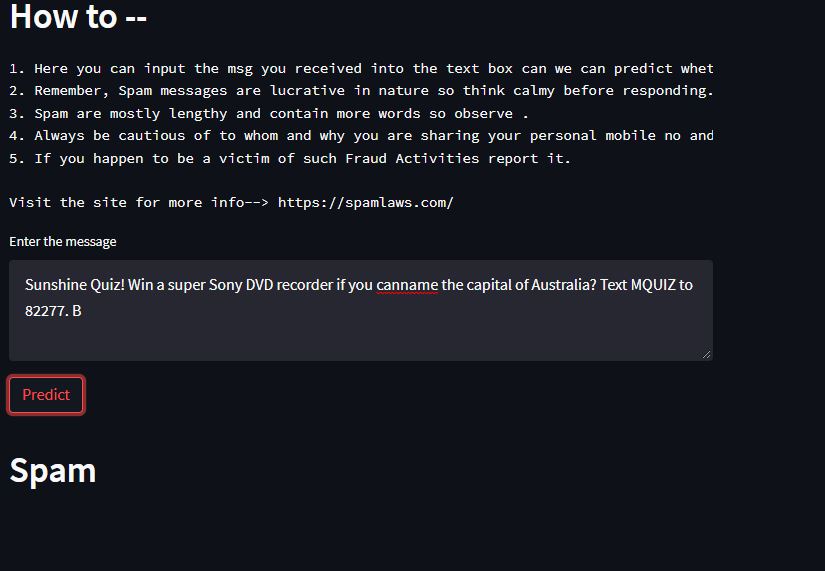 How to --
1. Here you can input the msg you received into the text box can we can predict whet
2. Remember, Spam messages are lucrative in nature so think calmy before responding.
3. Spam are mostly lengthy and contain more words so observe .
4. Always be cautious of to whom and why you are sharing your personal mobile no and
5. If you happen to be a victim of such Fraud Activities report it.
Visit the site for more info--> https://spamlaws.com/
Enter the message
Sunshine Quiz! Win a super Sony DVD recorder if you canname the capital of Australia? Text MQUIZ to
82277. B
Predict
Spam